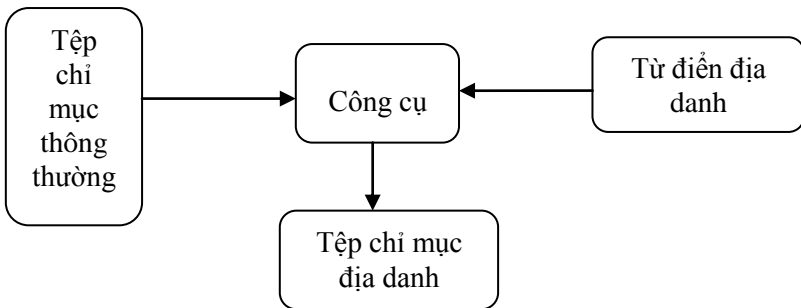 Tệp
chỉ
mục
thông
thường
Công cụ
Từ điển địa
danh
Tệp chỉ mục
địa danh